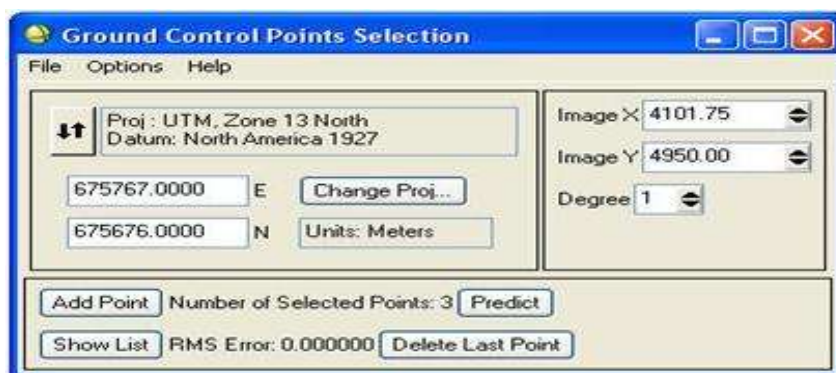 Ground Control Points Selection
File Options Help
Proj : UTM, Zone 13 North
Datum: North America 1927
675767.0000 E Change Proj...
675676.0000 N Units: Meters
Image X 4101.75
Image Y 4950.00
Degree 1
Add Point Number of Selected Points: 3 Predict
Show List RMS Error: 0.000000 Delete Last Point